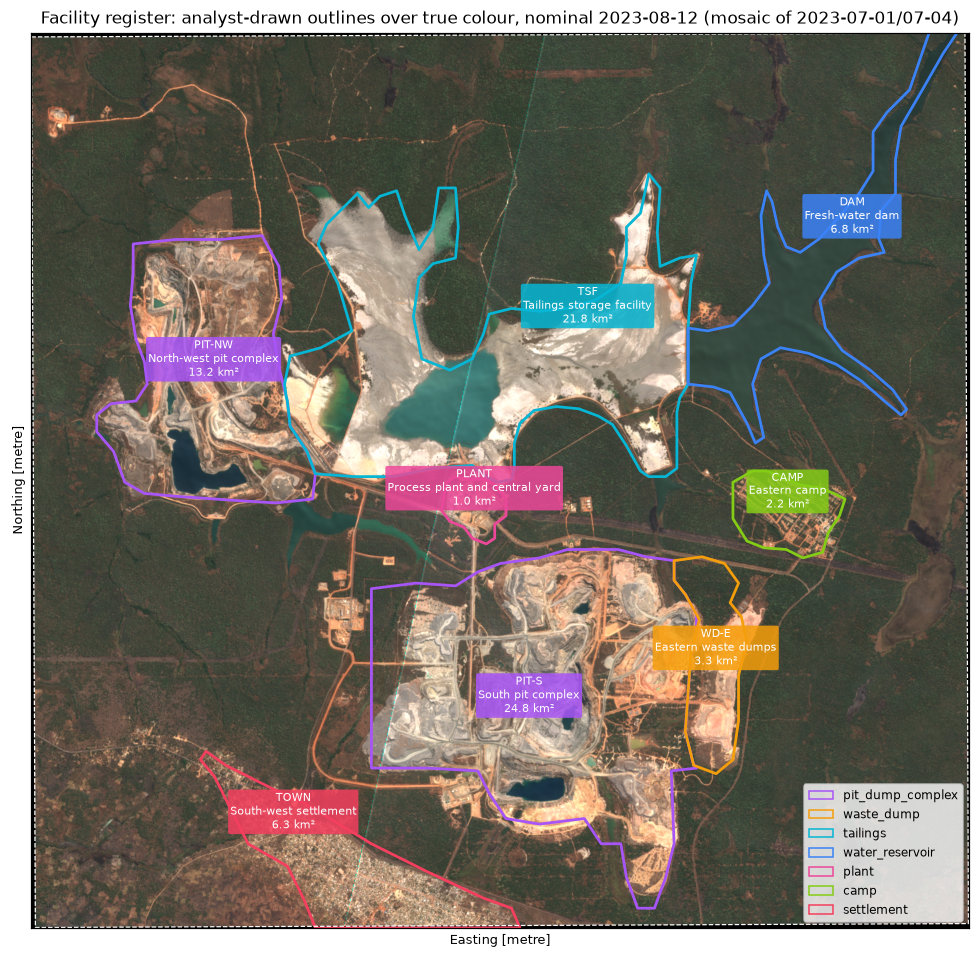 Facility register: analyst-drawn outlines over true colour, nominal 2023-08-12 (mosaic of 2023-07-01/07-04)
DAM
Fresh-water dam
6.8 km²
TSF
Tailings storage facility
21.8 km²
PIT-NW
North-west pit complex
13.2 km²
PLANT
Process plant and central yard
1.0 km²
CAMP
Eastern camp
2.2 km²
WD-E
Eastern waste dumps
3.3 km²
PIT-S
South pit complex
24.8 km²
TOWN
South-west settlement
6.3 km²
pit_dump_complex
waste_dump
tailings
water_reservoir
plant
camp
settlement
Northing [metre]
Easting [metre]